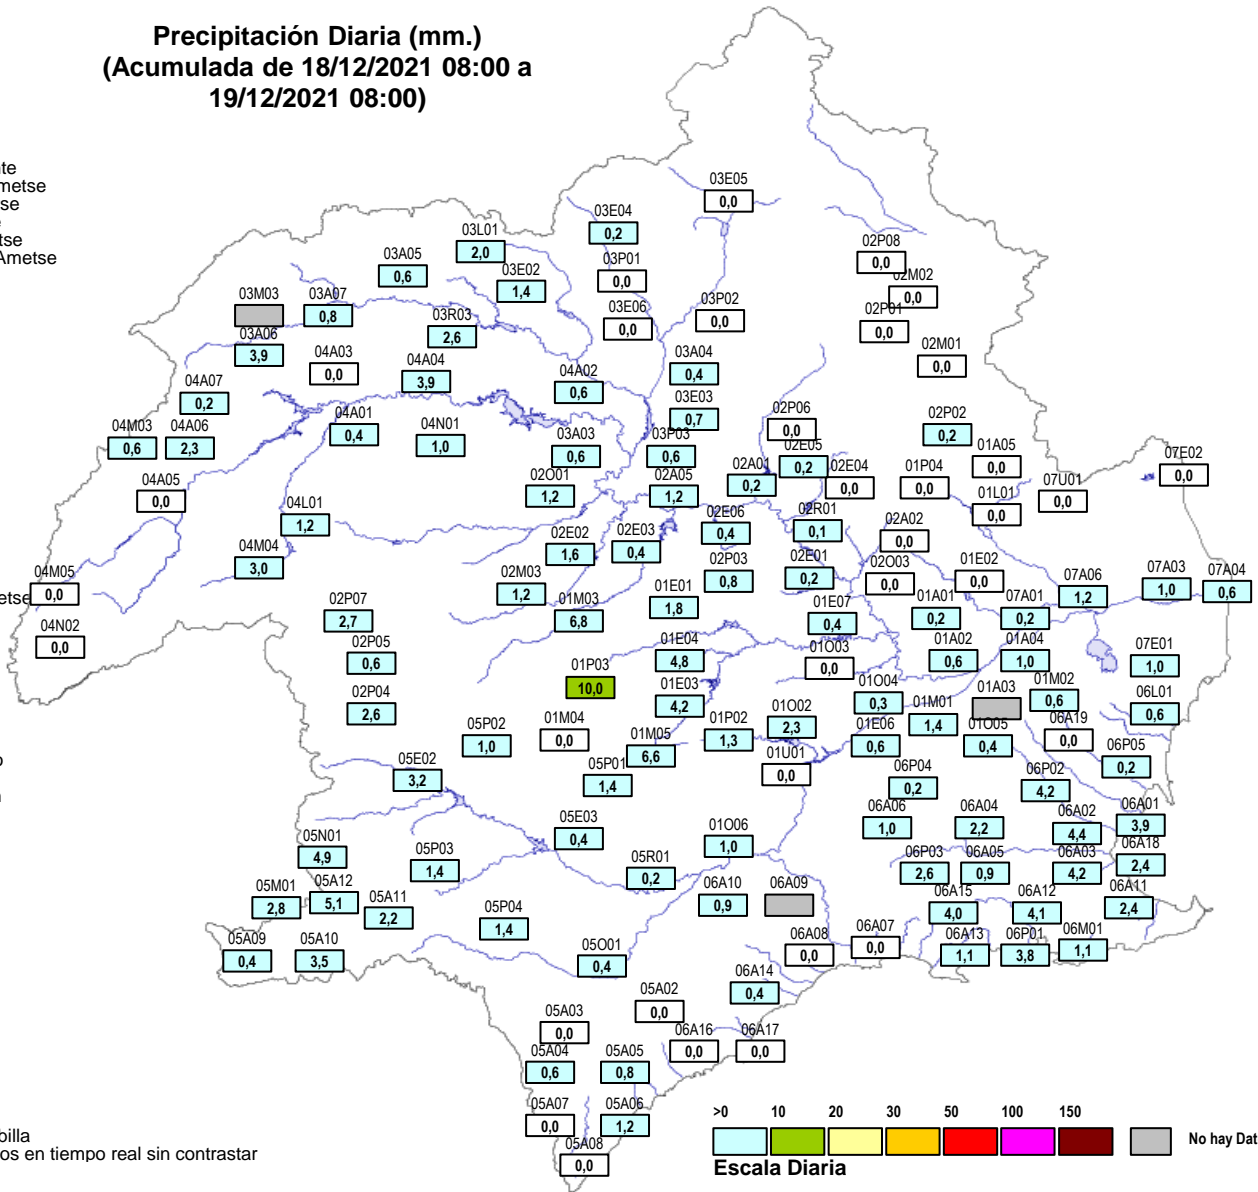 Precipitación Diaria (mm.)
(Acumulada de 18/12/2021 08:00 a
19/12/2021 08:00)
03E05
0,0
03E04
0,2
03L01
2,0
03A05
0,6
03P01
0,0
03E02
1,4
02P08
0,0
02M02
0,0
03M03
03A07
0,8
03E06
0,0
03P02
0,0
02P01
0,0
03R03
2,6
03A06
3,9
04A03
0,0
04A04
3,9
03A04
0,4
02M01
0,0
04A02
0,6
04A07
0,2
03E03
0,7
02P06
0,0
04A01
0,4
04N01
1,0
02P02
0,2
04M03
0,6
04A06
2,3
03A03
0,6
03P03
0,6
02E05
0,2
01A05
0,0
07E02
0,0
04A05
0,0
02O01
1,2
02A05
1,2
02A01
0,2
02E04
0,0
01P04
0,0
07U01
0,0
01L01
0,0
04L01
1,2
02E06
0,4
02R01
0,1
02A02
0,0
02E02
1,6
02E03
0,4
04M04
3,0
02P03
0,8
02E01
0,2
02O03
0,0
01E02
0,0
04M05
0,0
02M03
1,2
07A06
1,2
07A03
1,0
07A04
0,6
01E01
1,8
01M03
6,8
02P07
2,7
01E07
0,4
01A01
0,2
07A01
0,2
04N02
0,0
02P05
0,6
01E04
4,8
01O03
0,0
01A02
0,6
01A04
1,0
07E01
1,0
01P03
10,0
01E03
4,2
01O04
0,3
01A03
01M02
0,6
06L01
0,6
02P04
2,6
01M01
1,4
05P02
1,0
01M04
0,0
01M05
6,6
01P02
1,3
01O02
2,3
01E06
0,6
01O05
0,4
06A19
0,0
06P05
0,2
05E02
3,2
05P01
1,4
01U01
0,0
06P04
0,2
06P02
4,2
05E03
0,4
01O06
1,0
06A06
1,0
06A04
2,2
06A02
4,4
06A01
3,9
05N01
4,9
05P03
1,4
05R01
0,2
06P03
2,6
06A05
0,9
06A03
4,2
06A18
2,4
05M01
2,8
05A12
5,1
05A11
2,2
05P04
1,4
06A10
0,9
06A09
06A15
4,0
06A12
4,1
06A11
2,4
05A09
0,4
05A10
3,5
05O01
0,4
06A08
0,0
06A07
0,0
06A13
1,1
06P01
3,8
06M01
1,1
06A14
0,4
05A02
0,0
05A03
0,0
06A16
0,0
06A17
0,0
05A04
0,6
05A05
0,8
05A07
0,0
05A06
1,2
05A08
0,0
>0 10 20 30 50 100 150
No hay Dat
Escala Diaria
nte
metse
tse
Ametse
etse
billa
os en tiempo real sin contrastar